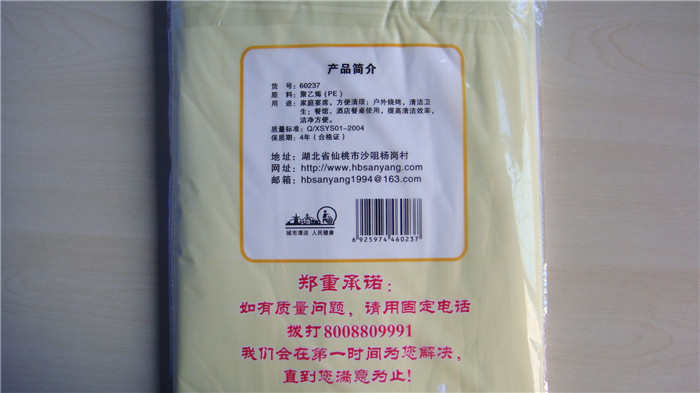 产品简介
货 号：60237
原 料：聚乙烯（PE）
用 途：家庭宴席，方便清理；户外烧烤，清洁卫
生；餐馆、酒店餐桌使用，提高清洁效率，
洁净方便。
质量标准：Q/XSYS01-2004
保质期：4年（合格证）
地址：湖北省仙桃市沙咀杨岗村
网址：http://www.hbsanyang.com
邮箱：hbsanyang1994@163.com
城市清洁 人民健康
6 925974 460237
郑重承诺：
如有质量问题，请用固定电话
拨打8008809991
我们会在第一时间为您解决，
直到您满意为止!